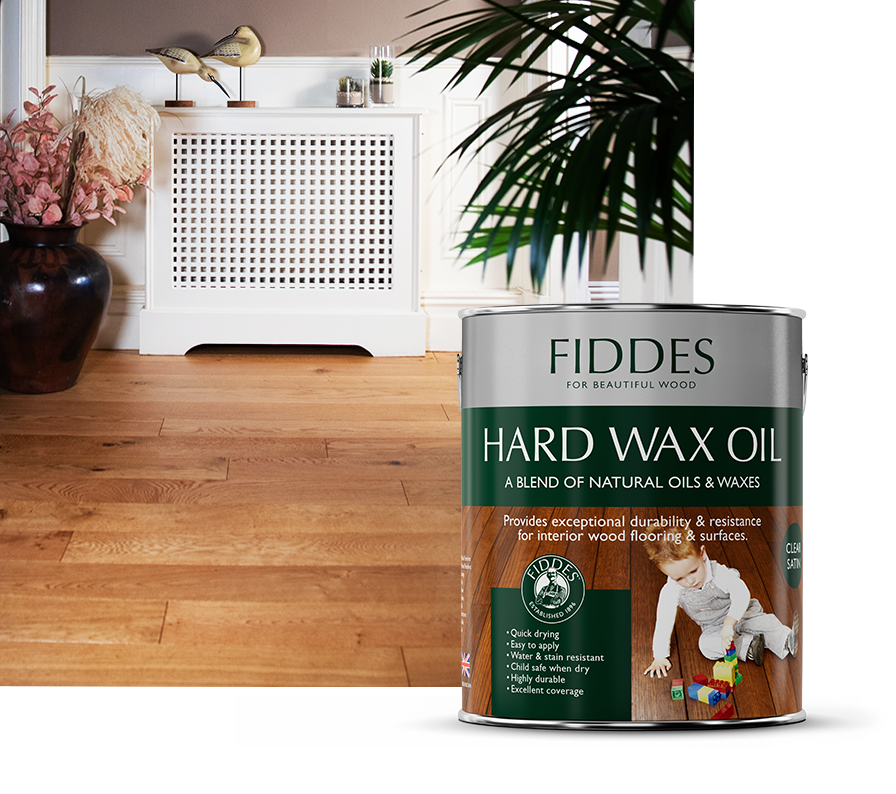 FIDDES
FOR BEAUTIFUL WOOD
HARD WAX OIL
A BLEND OF NATURAL OILS & WAXES
Provides exceptional durability & resistance
for interior wood flooring & surfaces.
CLEAR
SATIN
FIDDES
ESTABLISHED 1896
• Quick drying
• Easy to apply
• Water & stain resistant
• Child safe when dry
• Highly durable
• Excellent coverage